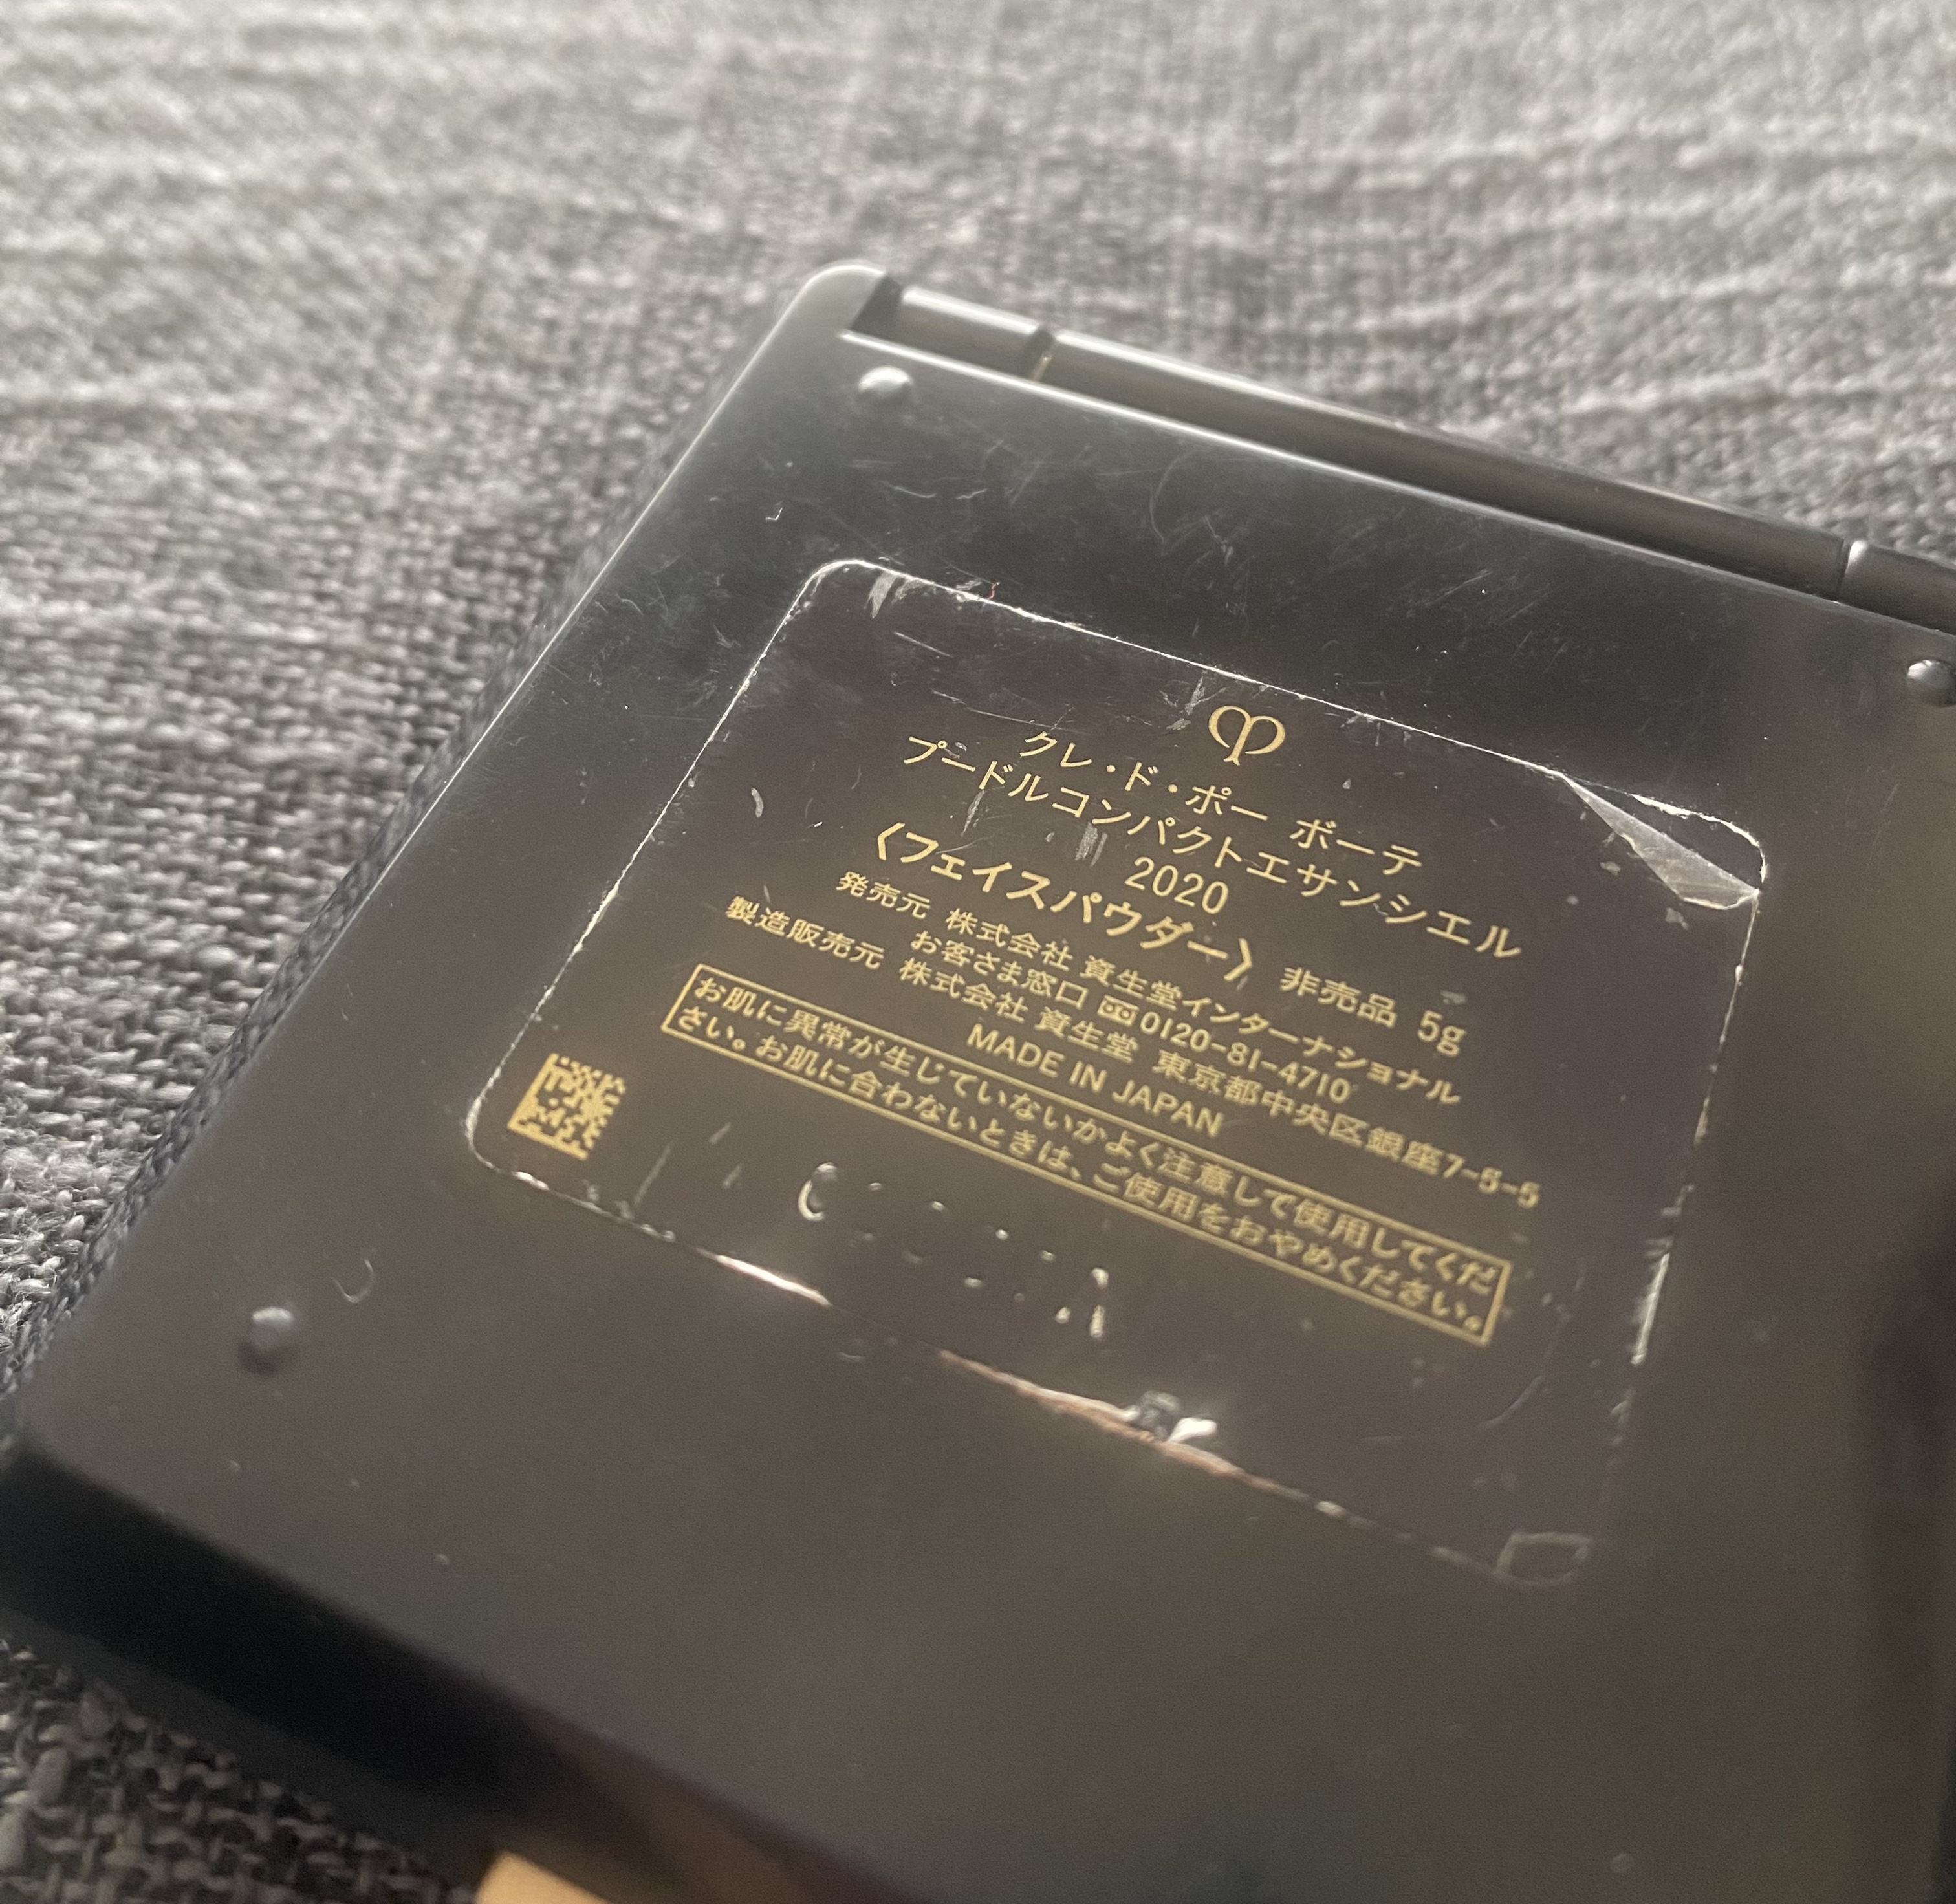 クレ・ド・ポー ボーテ
プードルコンパクトエサンシエル
2020
〈フェイスパウダー〉 非売品 5g
発売元 株式会社 資生堂インターナショナル
お客さま窓口 0120-81-4710
製造販売元 株式会社 資生堂 東京都中央区銀座7-5-5
MADE IN JAPAN
お肌に異常が生じていないかよく注意して使用してくだ
さい。お肌に合わないときは、ご使用をおやめください。